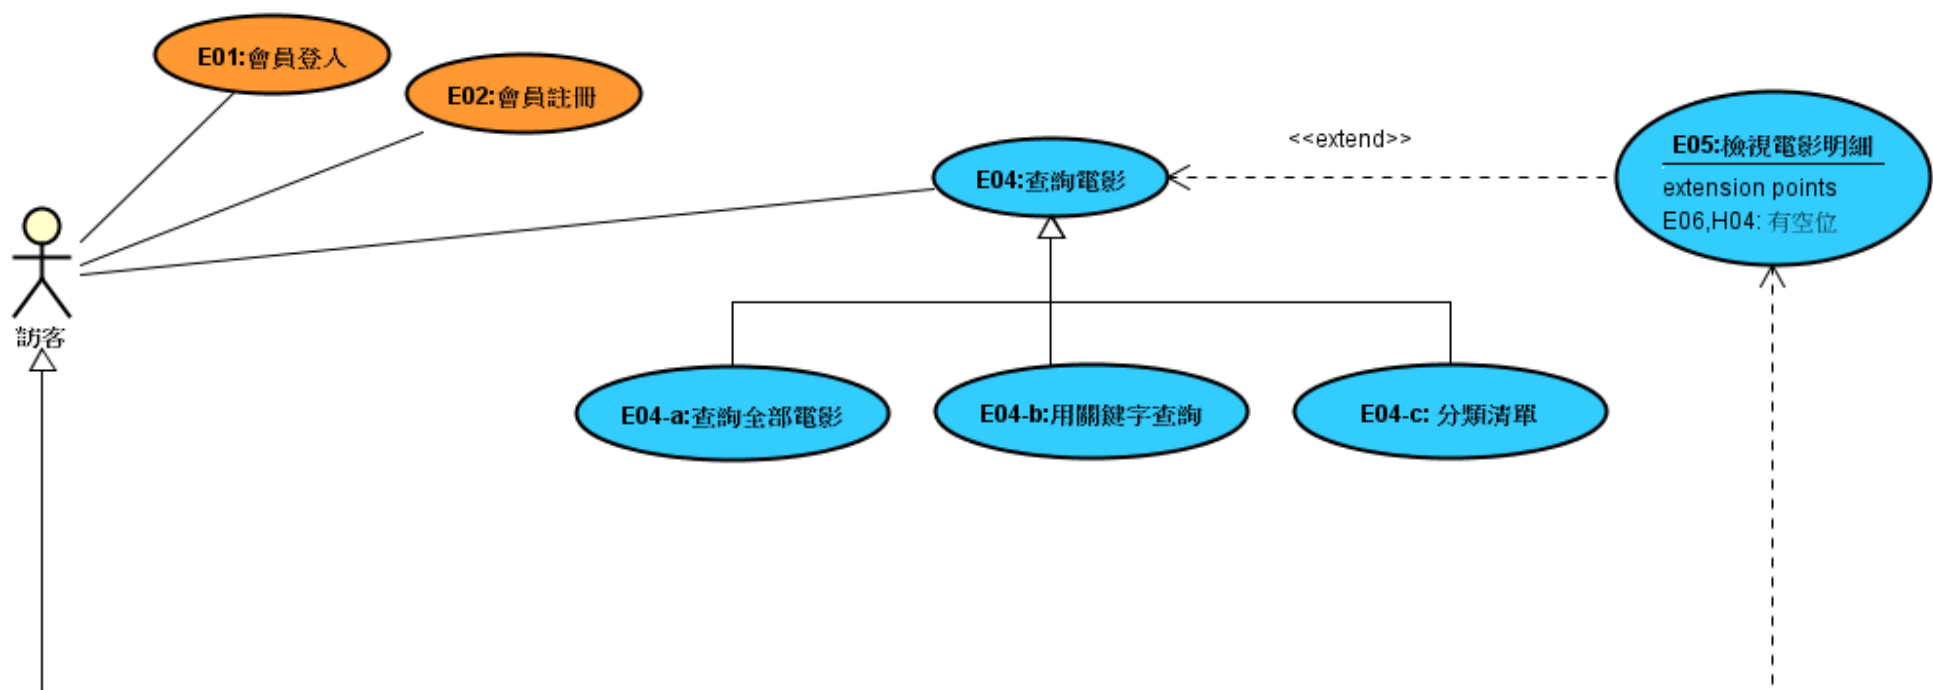 E01:會員登入
E02:會員註冊
<<extend>>
E04:查詢電影
E05:檢視電影明細
extension points
E06,H04: 有空位
訪客
E04-a:查詢全部電影
E04-b:用關鍵字查詢
E04-c: 分類清單